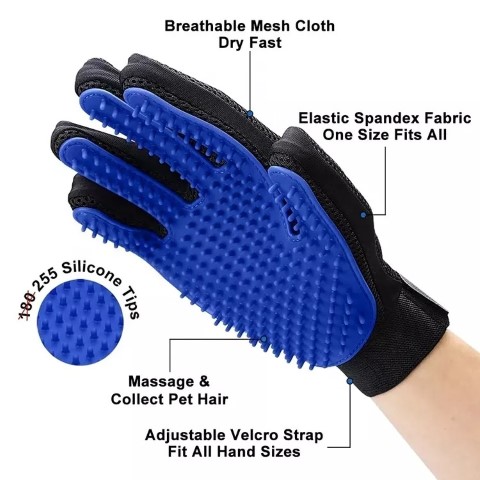 Breathable Mesh Cloth
Dry Fast
Elastic Spandex Fabric
One Size Fits All
180 255 Silicone Tips
Massage &
Collect Pet Hair
Adjustable Velcro Strap
Fit All Hand Sizes